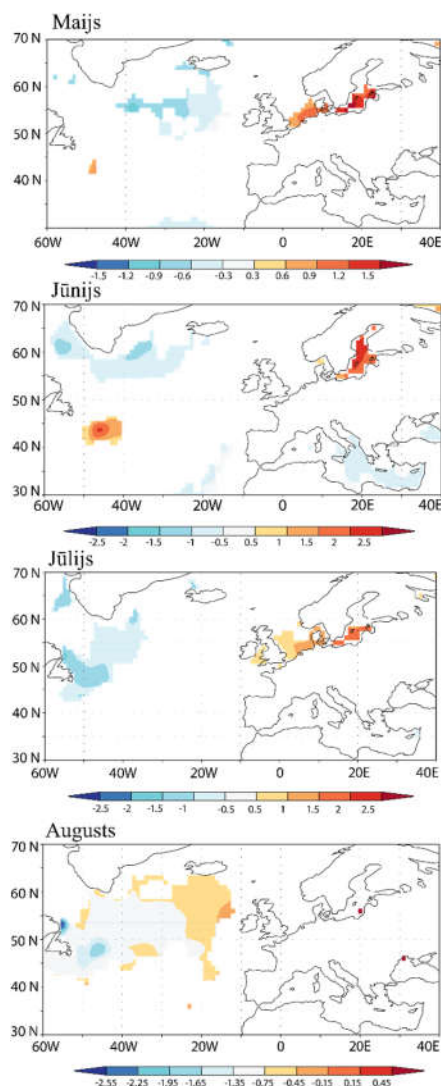 Maijs
70 N
60 N
50 N
40 N
60W 40W 20W 0 20E 40E
-1.5 -1.2 -0.9 -0.6 -0.3 0.3 0.6 0.9 1.2 1.5
Jūnijs
70 N
60 N
50 N
40 N
30 N
60W 40W 20W 0 20E 40E
-2.5 -2 -1.5 -1 -0.5 0.5 1 1.5 2 2.5
Jūlijs
70 N
60 N
50 N
40 N
30 N
60W 40W 20W 0 20E 40E
-2.5 -2 -1.5 -1 -0.5 0.5 1 1.5 2 2.5
Augusts
70 N
60 N
50 N
40 N
30 N
60W 40W 20W 0 20E 40E
-2.55 -2.25 -1.95 -1.65 -1.35 -0.75 -0.45 -0.15 0.15 0.45